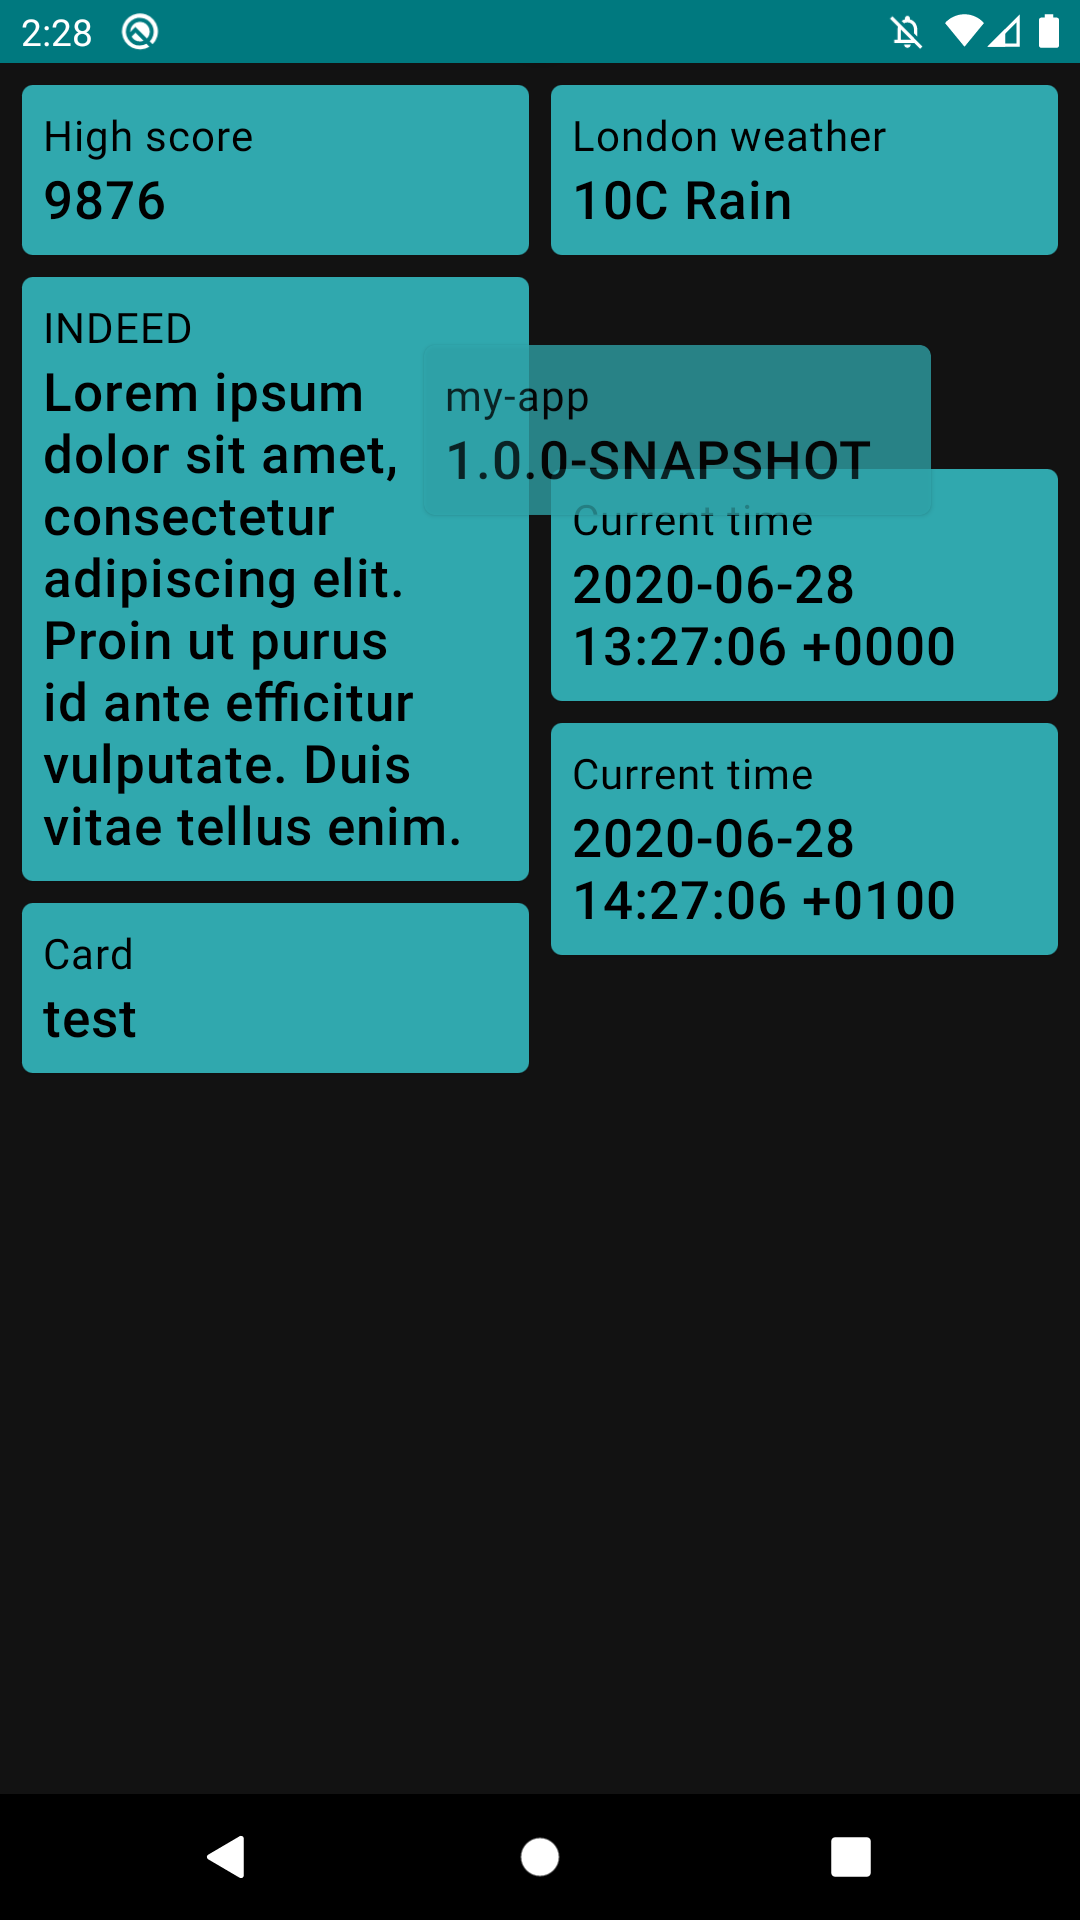 2:28
High score
9876
London weather
10C Rain
INDEED
Lorem ipsum
dolor sit amet,
consectetur
adipiscing elit.
Proin ut purus
id ante efficitur
vulputate. Duis
vitae tellus enim.
my-app
1.0.0-SNAPSHOT
Current time
2020-06-28
13:27:06 +0000
Current time
2020-06-28
14:27:06 +0100
Card
test